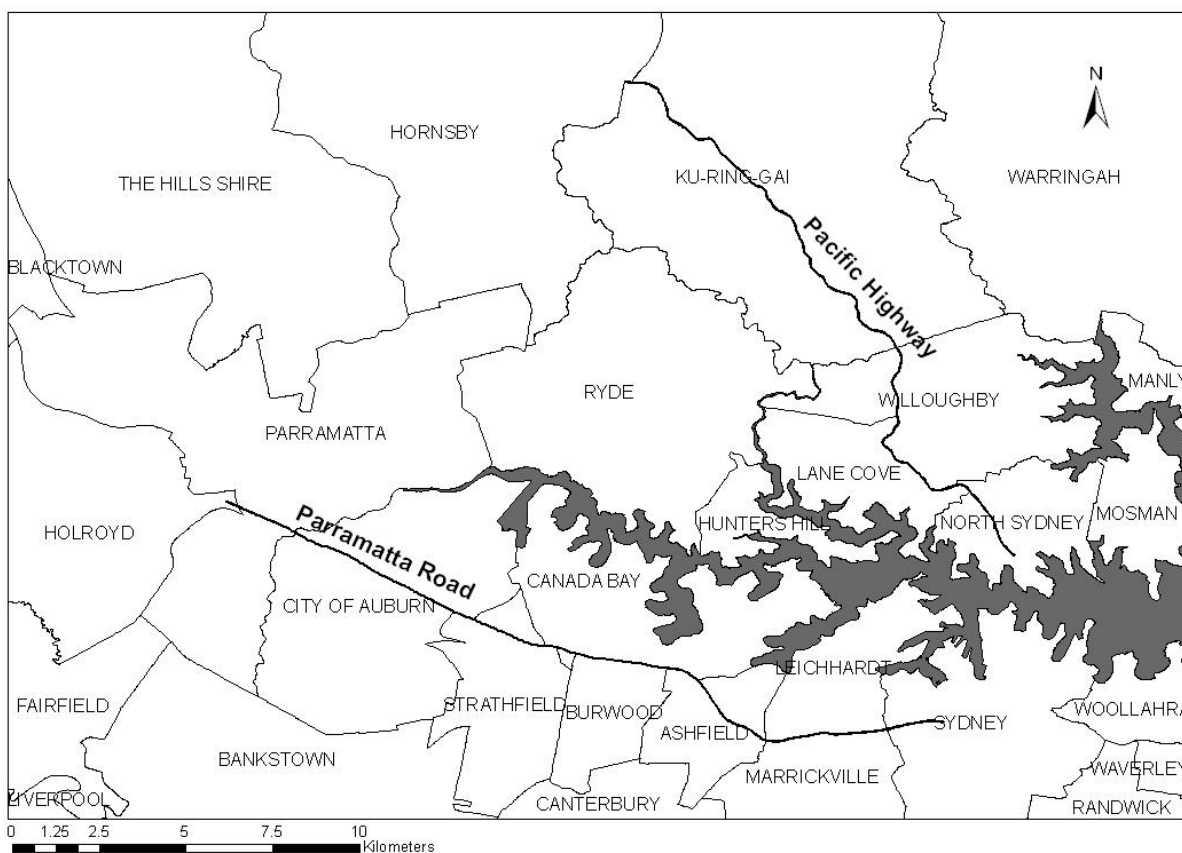 N
HORNSBY
KU-RING-GAI
WARRINGAH
THE HILLS SHIRE
BLACKTOWN
Pacific Highway
MANLY
RYDE
WILLOUGHBY
PARRAMATTA
LANE COVE
HOLROYD
Parramatta Road
HUNTERS HILL
NORTH SYDNEY
MOSMAN
CANADA BAY
CITY OF AUBURN
LEICHHARDT
FAIRFIELD
STRATHFIELD
BURWOOD
ASHFIELD
SYDNEY
WOOLLAHRA
BANKSTOWN
MARRICKVILLE
WAVERLEY
LIVERPOOL
CANTERBURY
RANDWICK
0 1.25 2.5 5 7.5 10
Kilometers